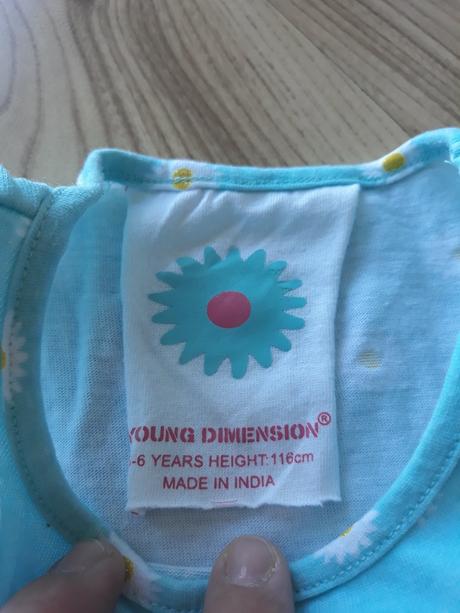 YOUNG DIMENSION®
-6 YEARS HEIGHT:116cm
MADE IN INDIA